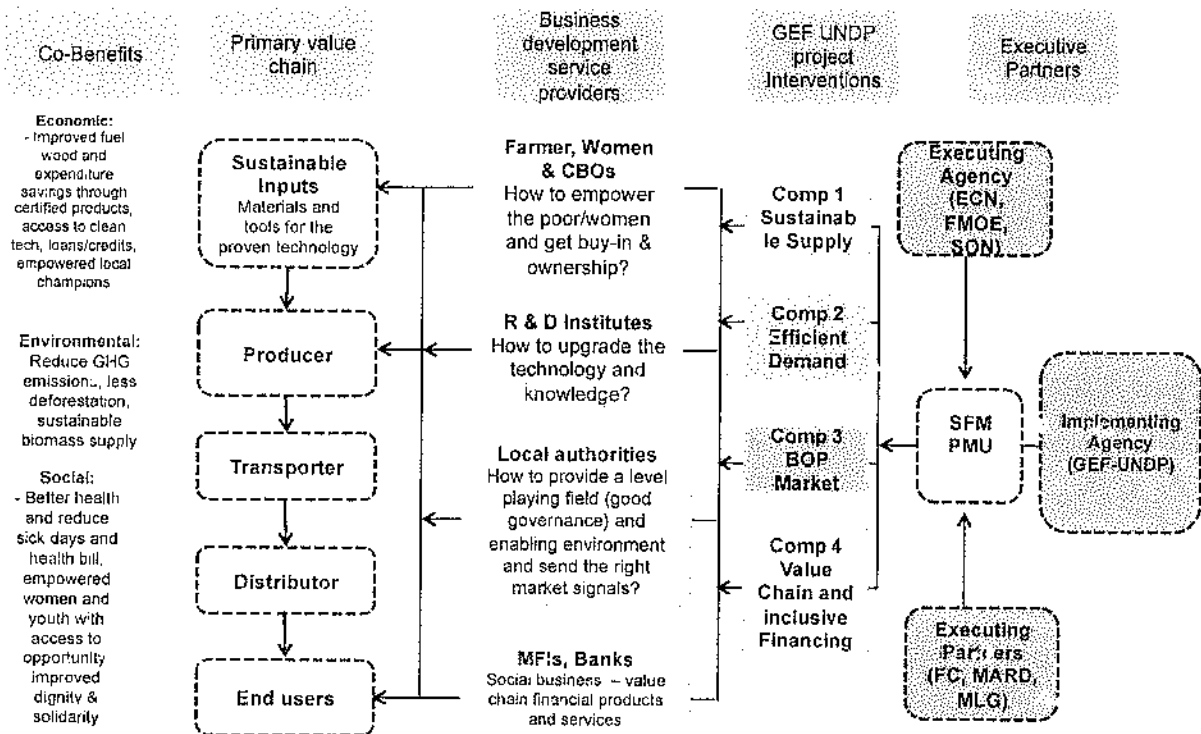 Co-Benefits
Primary value
chain
Business
development
service
providers
GEF UNDP
project
Interventions
Executive
Partners
Economic:
- Improved fuel
wood and
expenditure
savings through
certified products,
access to clean
tech, loans/credits,
empowered local
champions
Environmental:
Reduce GHG
emissions, less
deforestation,
sustainable
biomass supply
Social:
- Better health
and reduce
sick days and
health bill,
empowered
women and
youth with
access to
opportunity
improved
dignity &
solidarity
Sustainable
Inputs
Materials and
tools for the
proven technology
Producer
Transporter
Distributor
End users
Farmer, Women
& CBOs
How to empower
the poor/women
and get buy-in &
ownership?
R & D Institutes
How to upgrade the
technology and
knowledge?
Local authorities
How to provide a level
playing field (good
governance) and
enabling environment
and send the right
market signals?
MFIs, Banks
Social business – value
chain financial products
and services
Comp 1
Sustainab
le Supply
Comp 2
Efficient
Demand
Comp 3
BOP
Market
Comp 4
Value
Chain and
inclusive
Financing
Executing
Agency
(ECN,
FMOE,
SON)
SFM
PMU
Implementing
Agency
(GEF-UNDP)
Executing
Partners
(FC, MARD,
MLG)